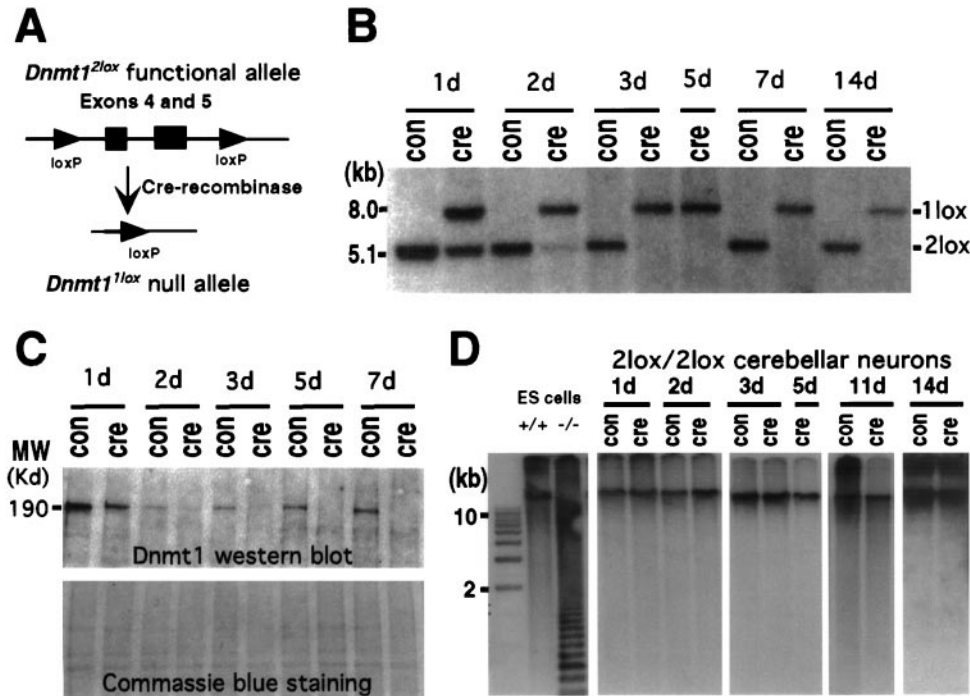 A
Dnmt12lox functional allele
Exons 4 and 5
loxP loxP
Cre-recombinase
loxP
Dnmt11lox null allele
B
1d 2d 3d 5d 7d 14d
con cre con cre con cre cre con cre con cre
(kb)
8.0 1lox
5.1 2lox
C
1d 2d 3d 5d 7d
con cre con cre con cre con cre con cre
MW
(Kd)
190
Dnmt1 western blot
Commassie blue staining
D
2lox/2lox cerebellar neurons
ES cells 1d 2d 3d 5d 11d 14d
+/+ -/- con cre con cre con cre cre con cre con cre
(kb)
10
2